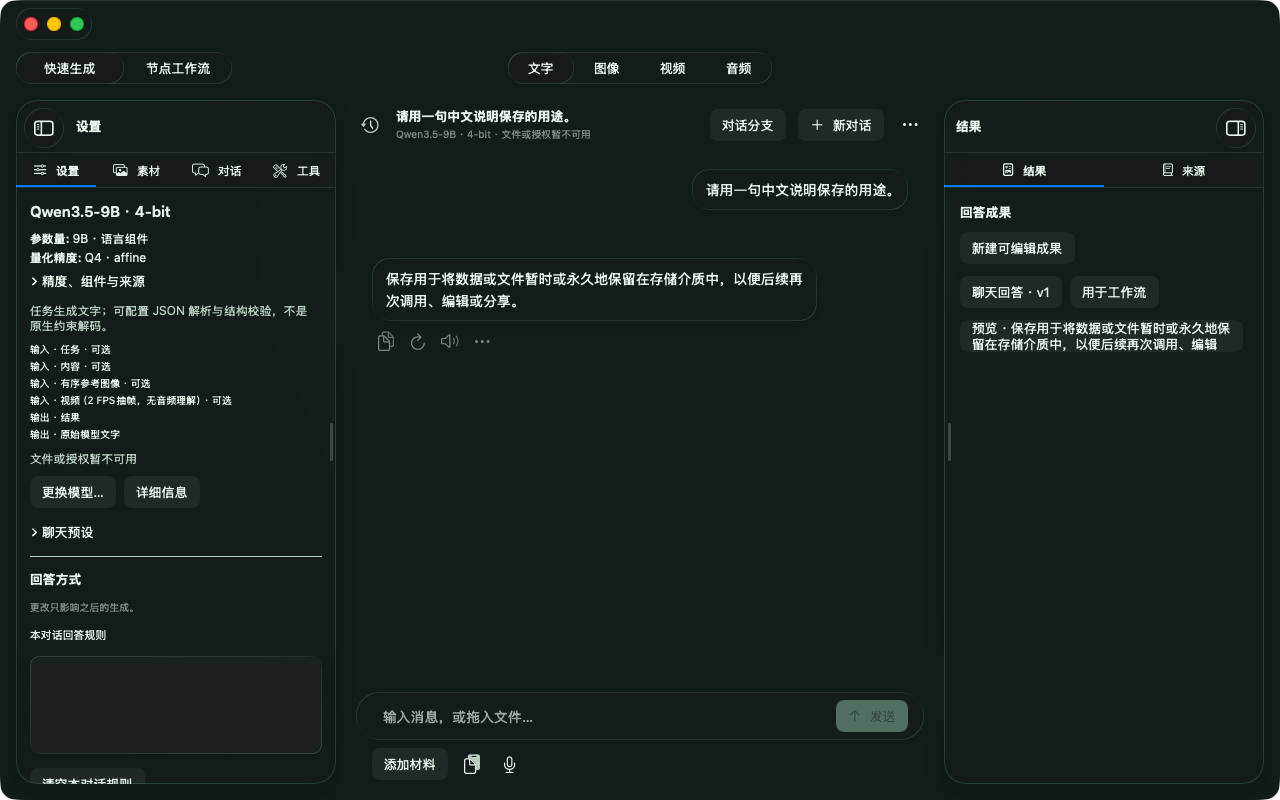 快速生成
节点工作流
文字
图像
视频
音频
设置
设置
素材
对话
工具
Qwen3.5-9B · 4-bit
参数量: 9B · 语言组件
量化精度: Q4 · affine
精度、组件与来源
任务生成文字；可配置 JSON 解析与结构校验，不是
原生约束解码。
输入 · 任务 · 可选
输入 · 内容 · 可选
输入 · 有序参考图像 · 可选
输入 · 视频 (2 FPS 抽帧，无音频理解) · 可选
输出 · 结果
输出 · 原始模型文字
文件或授权暂不可用
更换模型...
详细信息
聊天预设
回答方式
更改只影响之后的生成。
本对话回答规则
清空本对话规则
请用一句中文说明保存的用途。
Qwen3.5-9B · 4-bit · 文件或授权暂不可用
对话分支
新对话
请用一句中文说明保存的用途。
保存用于将数据或文件暂时或永久地保留在存储介质中，以便后续再
次调用、编辑或分享。
输入消息，或拖入文件...
发送
添加材料
结果
结果
来源
回答成果
新建可编辑成果
聊天回答 · v1
用于工作流
预览 · 保存用于将数据或文件暂时或永久地保
留在存储介质中，以便后续再次调用、编辑